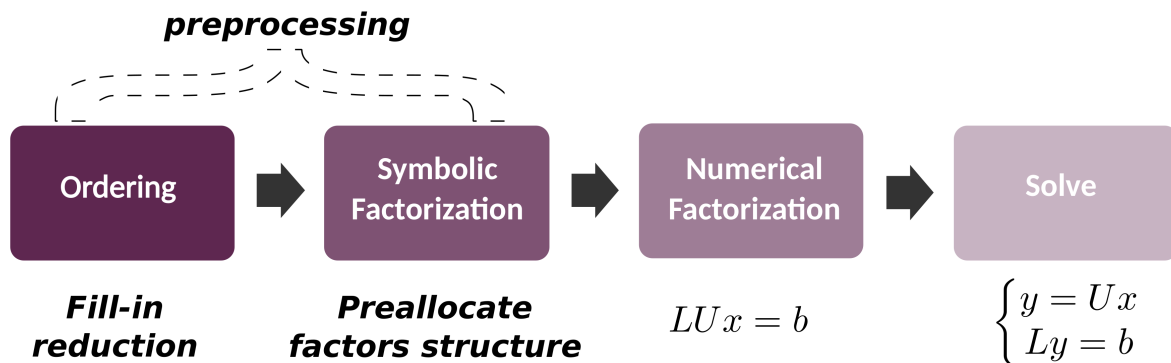 preprocessing
Ordering
Symbolic
Factorization
Numerical
Factorization
Solve
Fill-in
reduction
Preallocate
factors structure
LUx = b
y = Ux
Ly = b